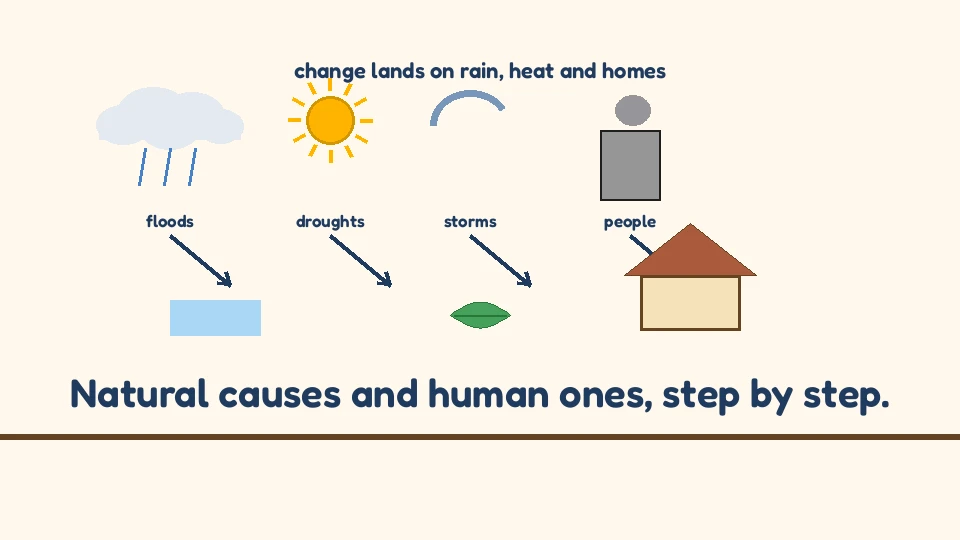 change lands on rain, heat and homes
floods droughts storms people
Natural causes and human ones, step by step.